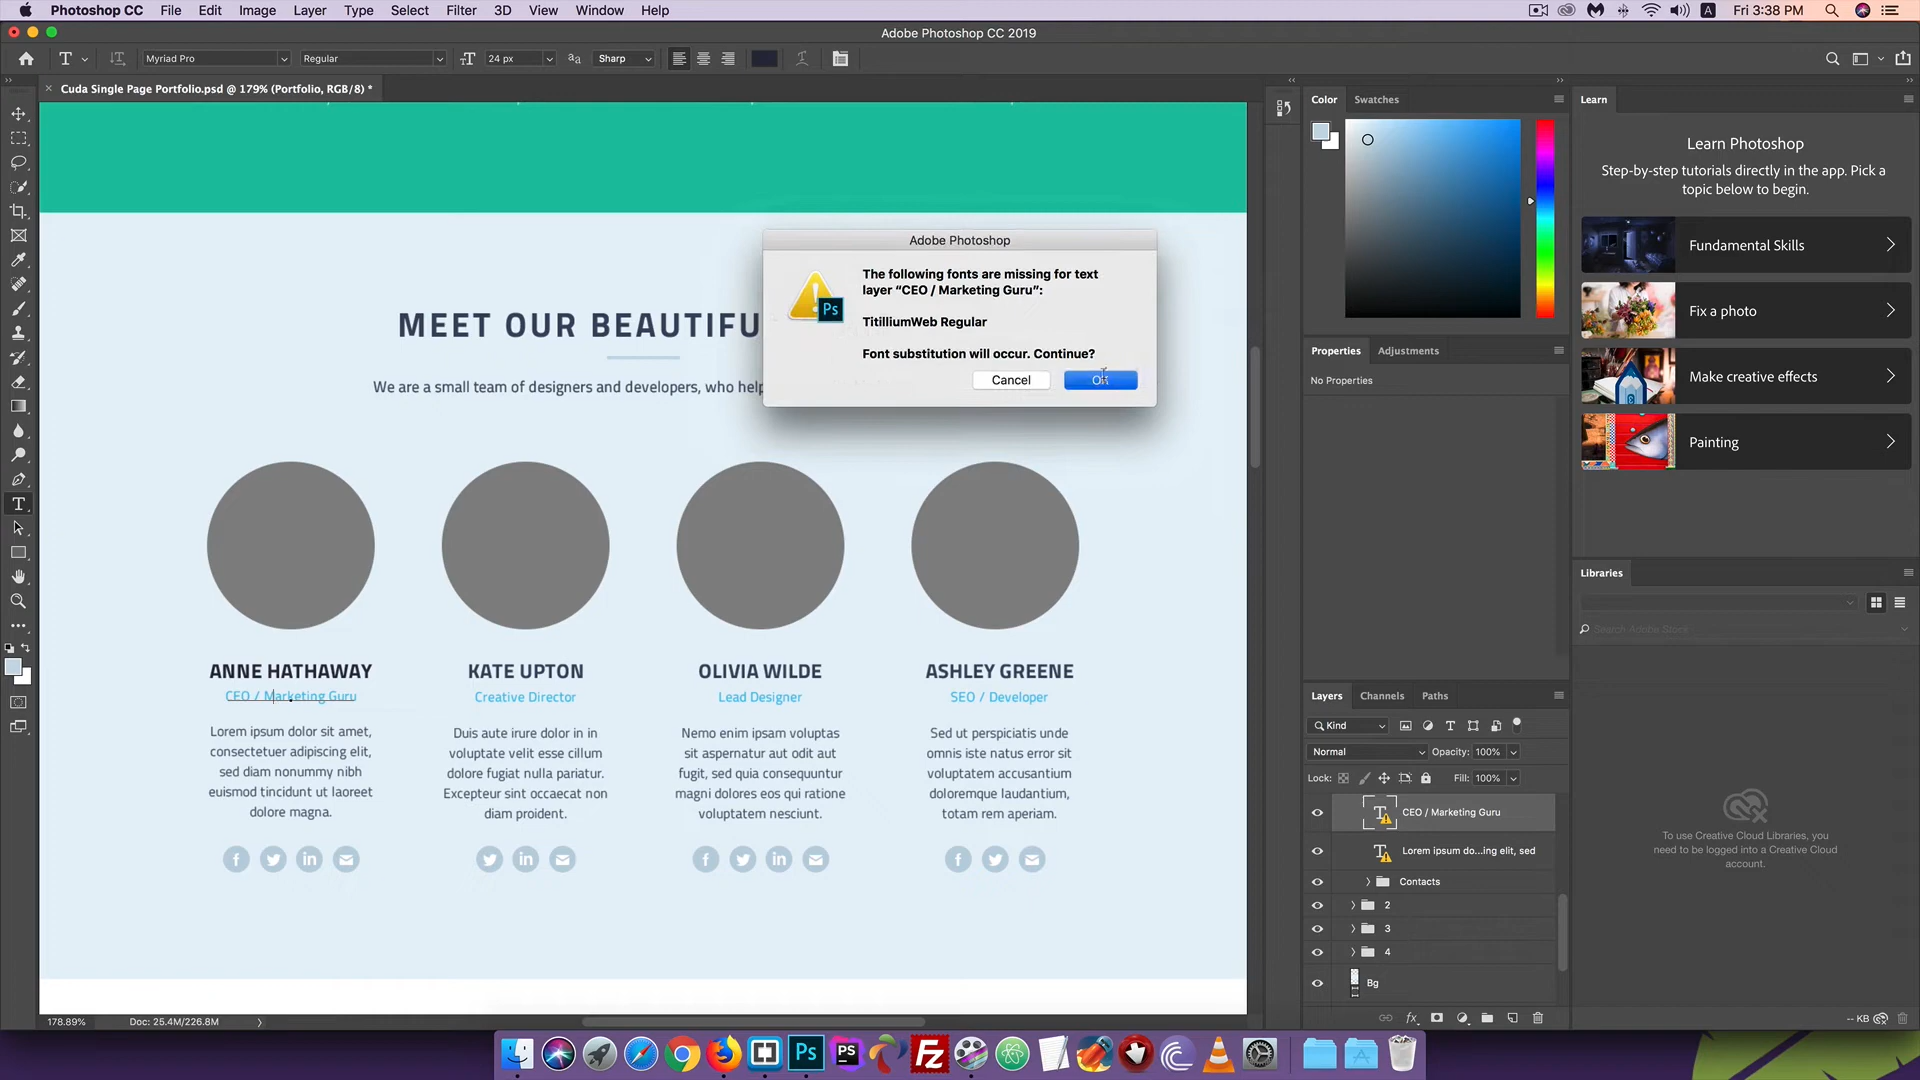 Photoshop CC File Edit Image Layer Type Select Filter 3D View Window Help
A Fri 3:38 PM
Adobe Photoshop CC 2019
Myriad Pro Regular 24 px Sharp
Cuda Single Page Portfolio.psd @ 179% (Portfolio, RGB/8) *
Color Swatches
Learn
Learn Photoshop
Step-by-step tutorials directly in the app. Pick a
topic below to begin.
Fundamental Skills
Fix a photo
Make creative effects
Painting
Adobe Photoshop
The following fonts are missing for text
layer “CEO / Marketing Guru”:
TitilliumWeb Regular
Font substitution will occur. Continue?
Cancel
Ps
MEET OUR BEAUTIFU
We are a small team of designers and developers, who help
Properties Adjustments
No Properties
ANNE HATHAWAY
CEO / Marketing Guru
Lorem ipsum dolor sit amet,
consectetuer adipiscing elit,
sed diam nonummy nibh
euismod tincidunt ut laoreet
dolore magna.
KATE UPTON
Creative Director
Duis aute irure dolor in in
voluptate velit esse cillum
dolore fugiat nulla pariatur.
Excepteur sint occaecat non
diam proident.
OLIVIA WILDE
Lead Designer
Nemo enim ipsam voluptas
sit aspernatur aut odit aut
fugit, sed quia consequuntur
magni dolores eos qui ratione
voluptatem nesciunt.
ASHLEY GREENE
SEO / Developer
Sed ut perspiciatis unde
omnis iste natus error sit
voluptatem accusantium
doloremque laudantium,
totam rem aperiam.
Libraries
Search Adobe Stock
To use Creative Cloud Libraries, you
need to be logged into a Creative Cloud
account.
Layers Channels Paths
Kind
Normal Opacity: 100%
Lock: Fill: 100%
CEO / Marketing Guru
Lorem ipsum do...ing elit, sed
Contacts
2
3
4
Bg
fx
-- KB
178.89% Doc: 25.4M/226.8M
Ps
PS
FZ